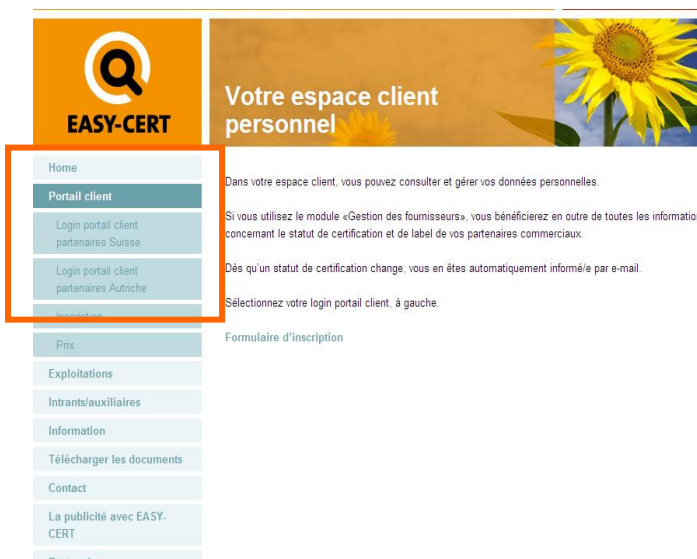 EASY-CERT
Votre espace client
personnel
Home
Portail client
Login portail client
partenaires Suisse
Login portail client
partenaires Autriche
Inscription
Prix
Exploitations
Intrants/auxiliaires
Information
Télécharger les documents
Contact
La publicité avec EASY-
CERT
Dans votre espace client, vous pouvez consulter et gérer vos données personnelles.
Si vous utilisez le module «Gestion des fournisseurs», vous bénéficierez en outre de toutes les
concernant le statut de certification et de label de vos partenaires commerciaux.
Dès qu'un statut de certification change, vous en êtes automatiquement informé/e par e-mail.
Sélectionnez votre login portail client, à gauche.
Formulaire d'inscription